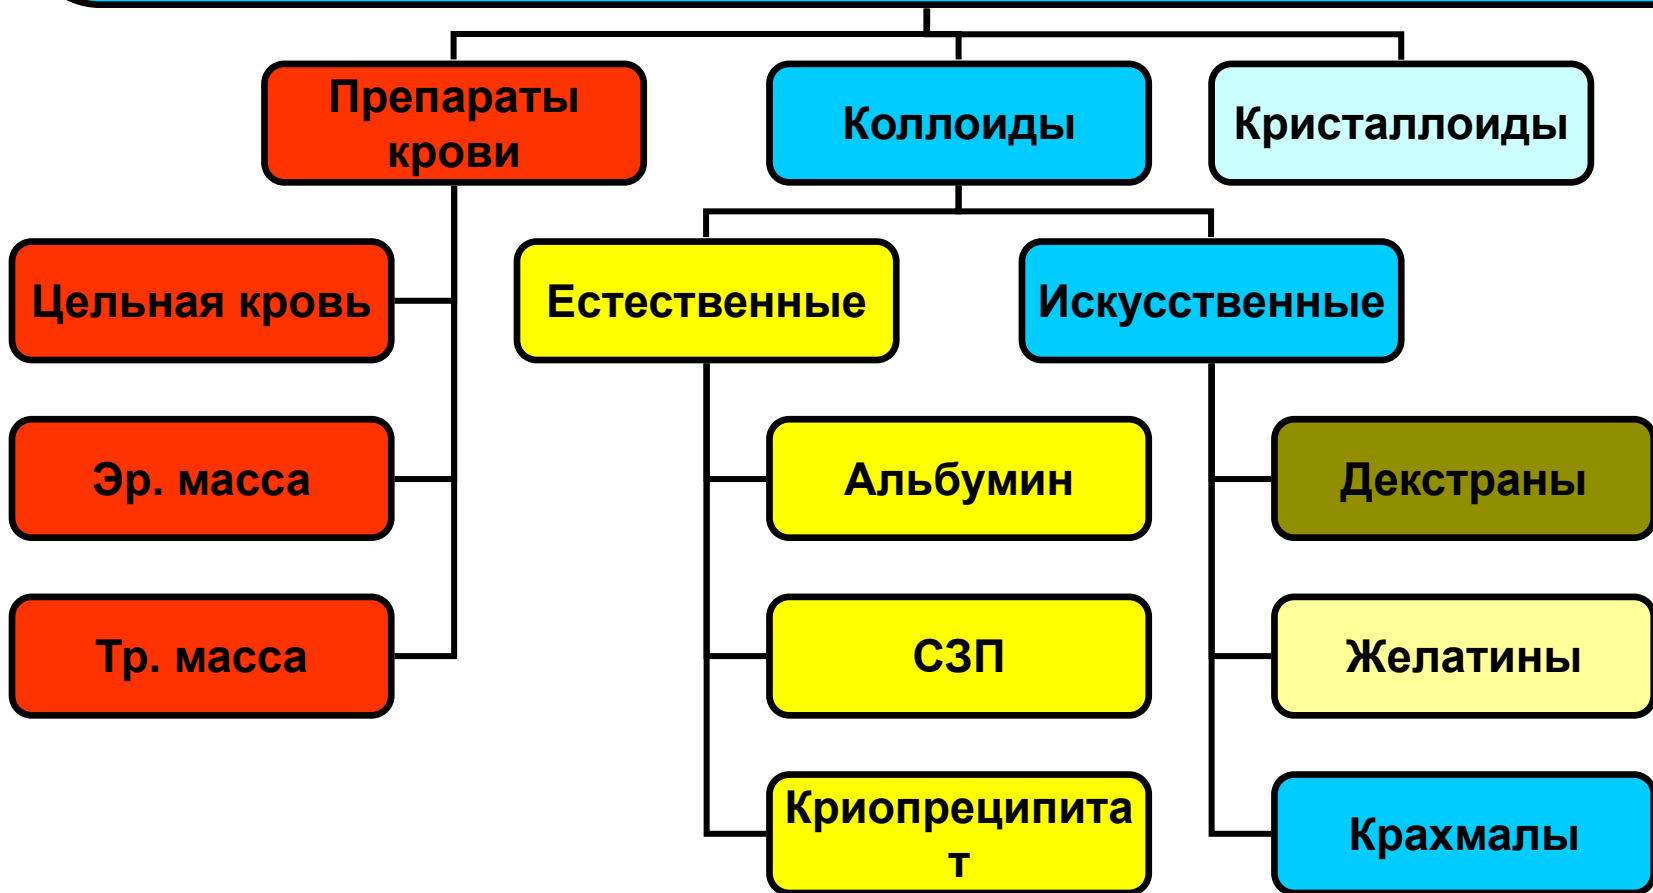 Препараты
крови
Коллоиды
Кристаллоиды
Цельная кровь
Естественные
Искусственные
Эр. масса
Альбумин
Декстраны
Тр. масса
СЗП
Желатины
Криопреципита
т
Крахмалы